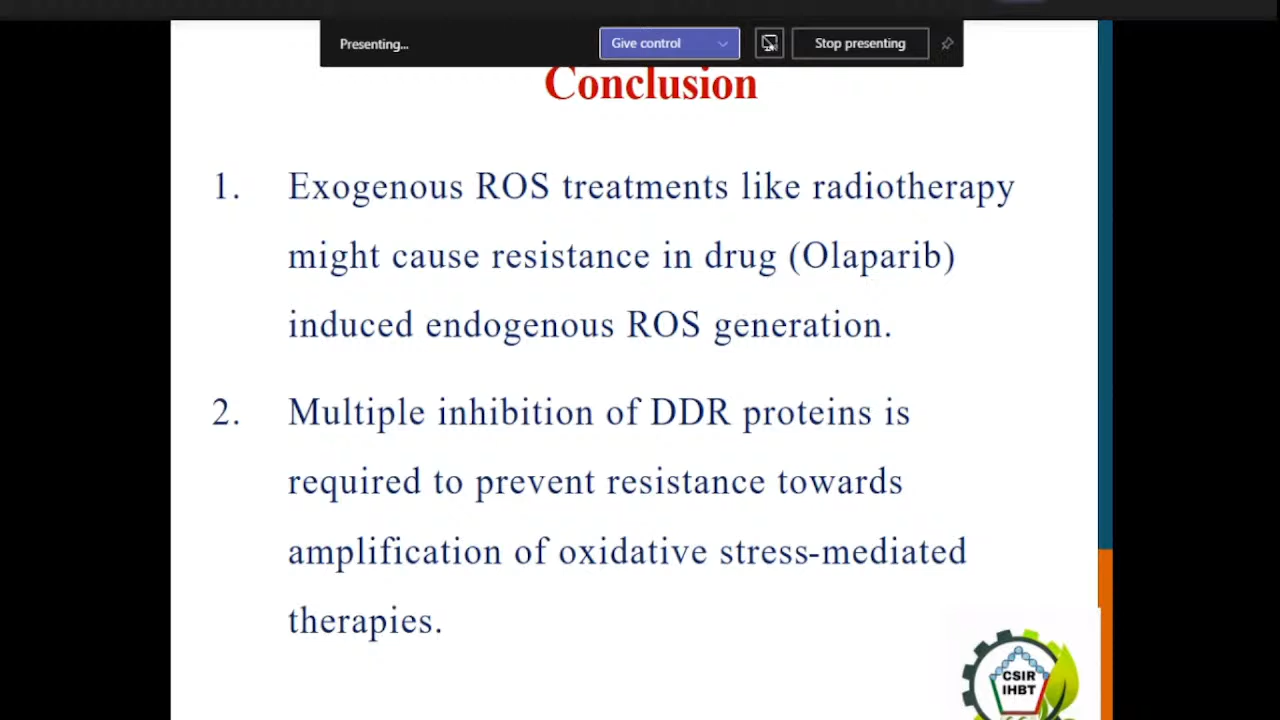 Presenting...
Give control
Stop presenting
Conclusion
1. Exogenous ROS treatments like radiotherapy
might cause resistance in drug (Olaparib)
induced endogenous ROS generation.
2. Multiple inhibition of DDR proteins is
required to prevent resistance towards
amplification of oxidative stress-mediated
therapies.
CSIR
IHBT